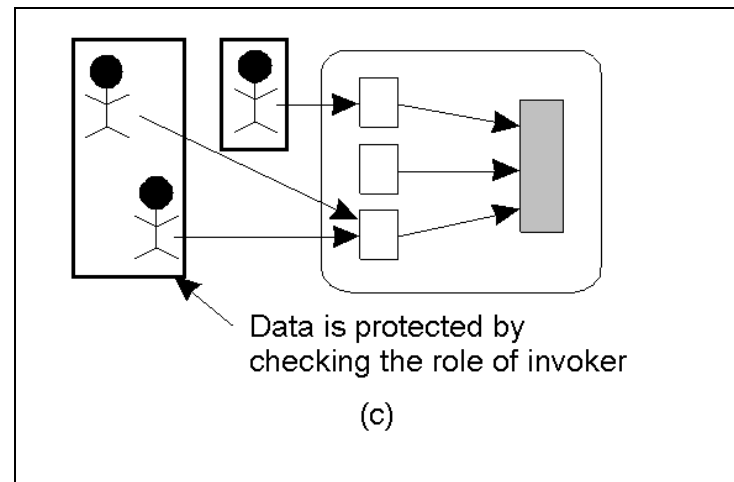 Data is protected by
checking the role of invoker
(c)